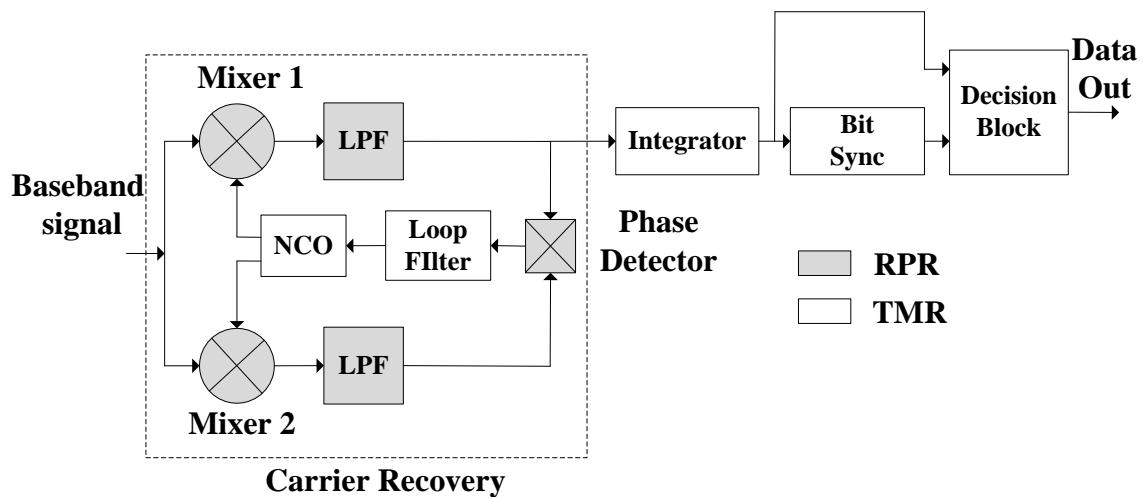 Mixer 1
LPF
Baseband
signal
NCO
Loop
FIlter
Mixer 2
LPF
Carrier Recovery
Phase
Detector
Integrator
Bit
Sync
Decision
Block
Data
Out
RPR
TMR